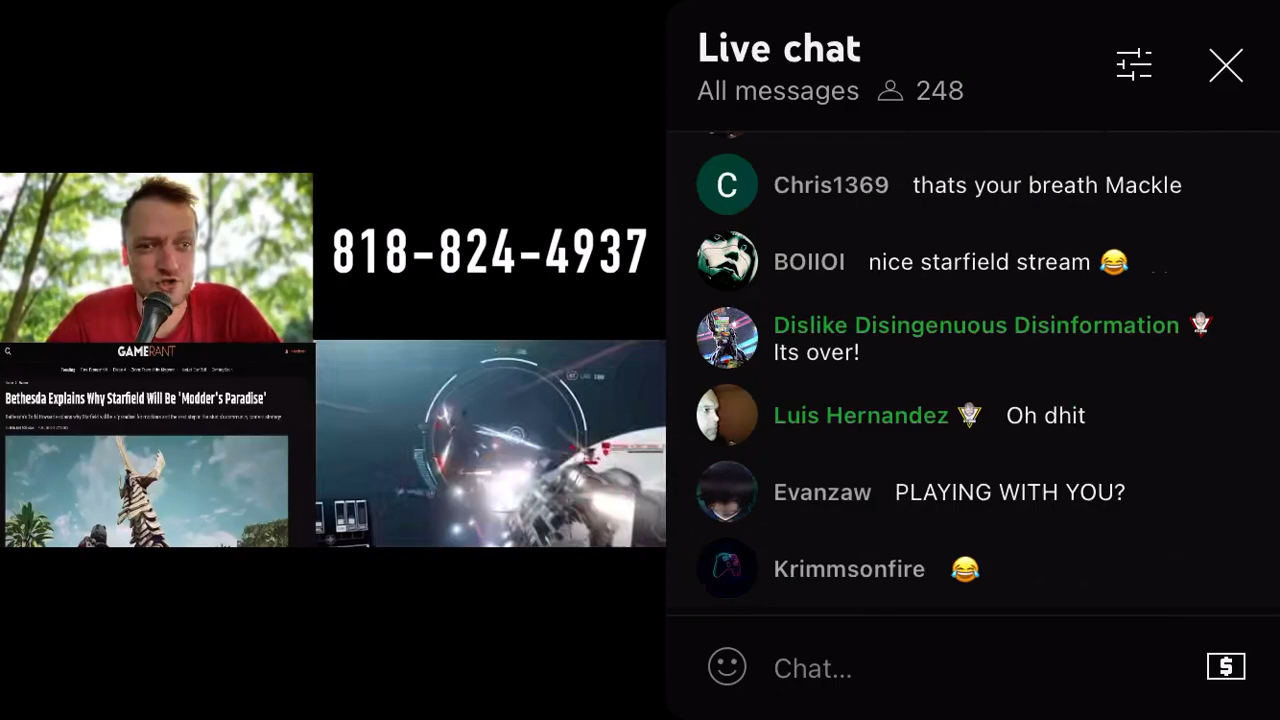 818-824-4937
GAMERANT
Bethesda Explains Why Starfield Will Be 'Modder's Paradise'
Live chat
All messages 248
C
Chris1369 thats your breath Mackle
BOIIOI nice starfield stream 😂
Dislike Disingenuous Disinformation
Its over!
Luis Hernandez Oh dhit
Evanzaw PLAYING WITH YOU?
Krimmsonfire 😂
Chat...
$